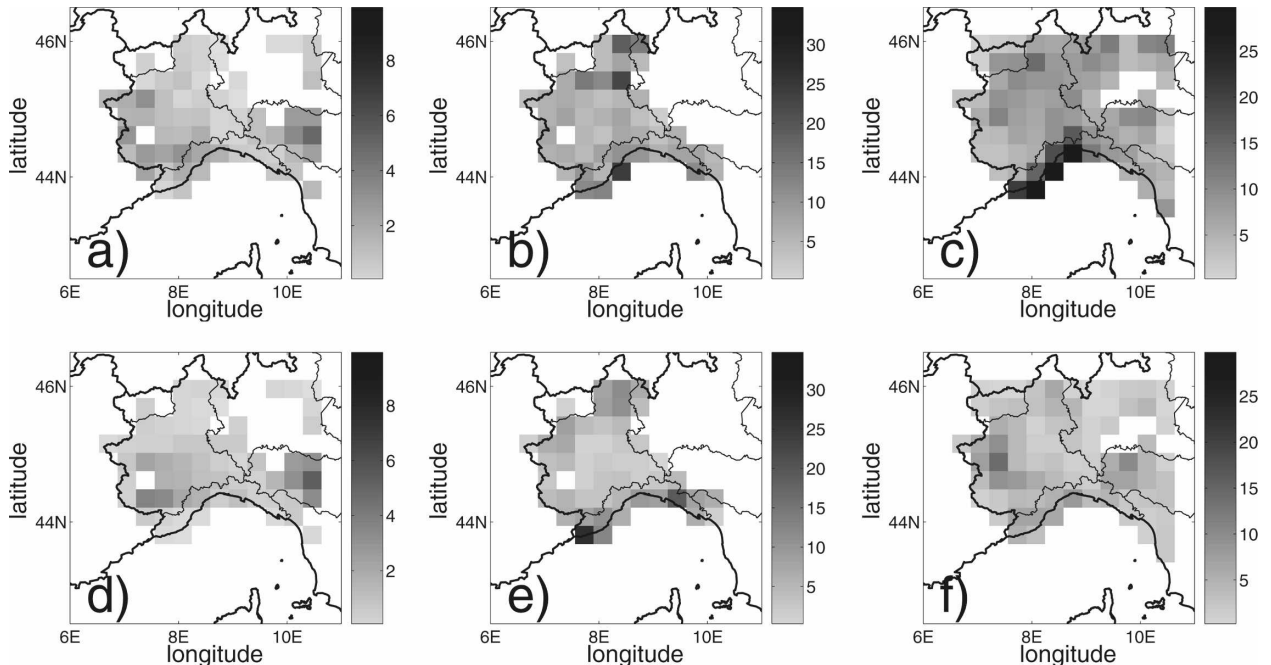 46N
44N
latitude
6E 8E 10E
longitude
a)
8
6
4
2
46N
44N
latitude
6E 8E 10E
longitude
b)
30
25
20
15
10
5
46N
44N
latitude
6E 8E 10E
longitude
c)
25
20
15
10
5
46N
44N
latitude
6E 8E 10E
longitude
d)
8
6
4
2
46N
44N
latitude
6E 8E 10E
longitude
e)
30
25
20
15
10
5
46N
44N
latitude
6E 8E 10E
longitude
f)
25
20
15
10
5